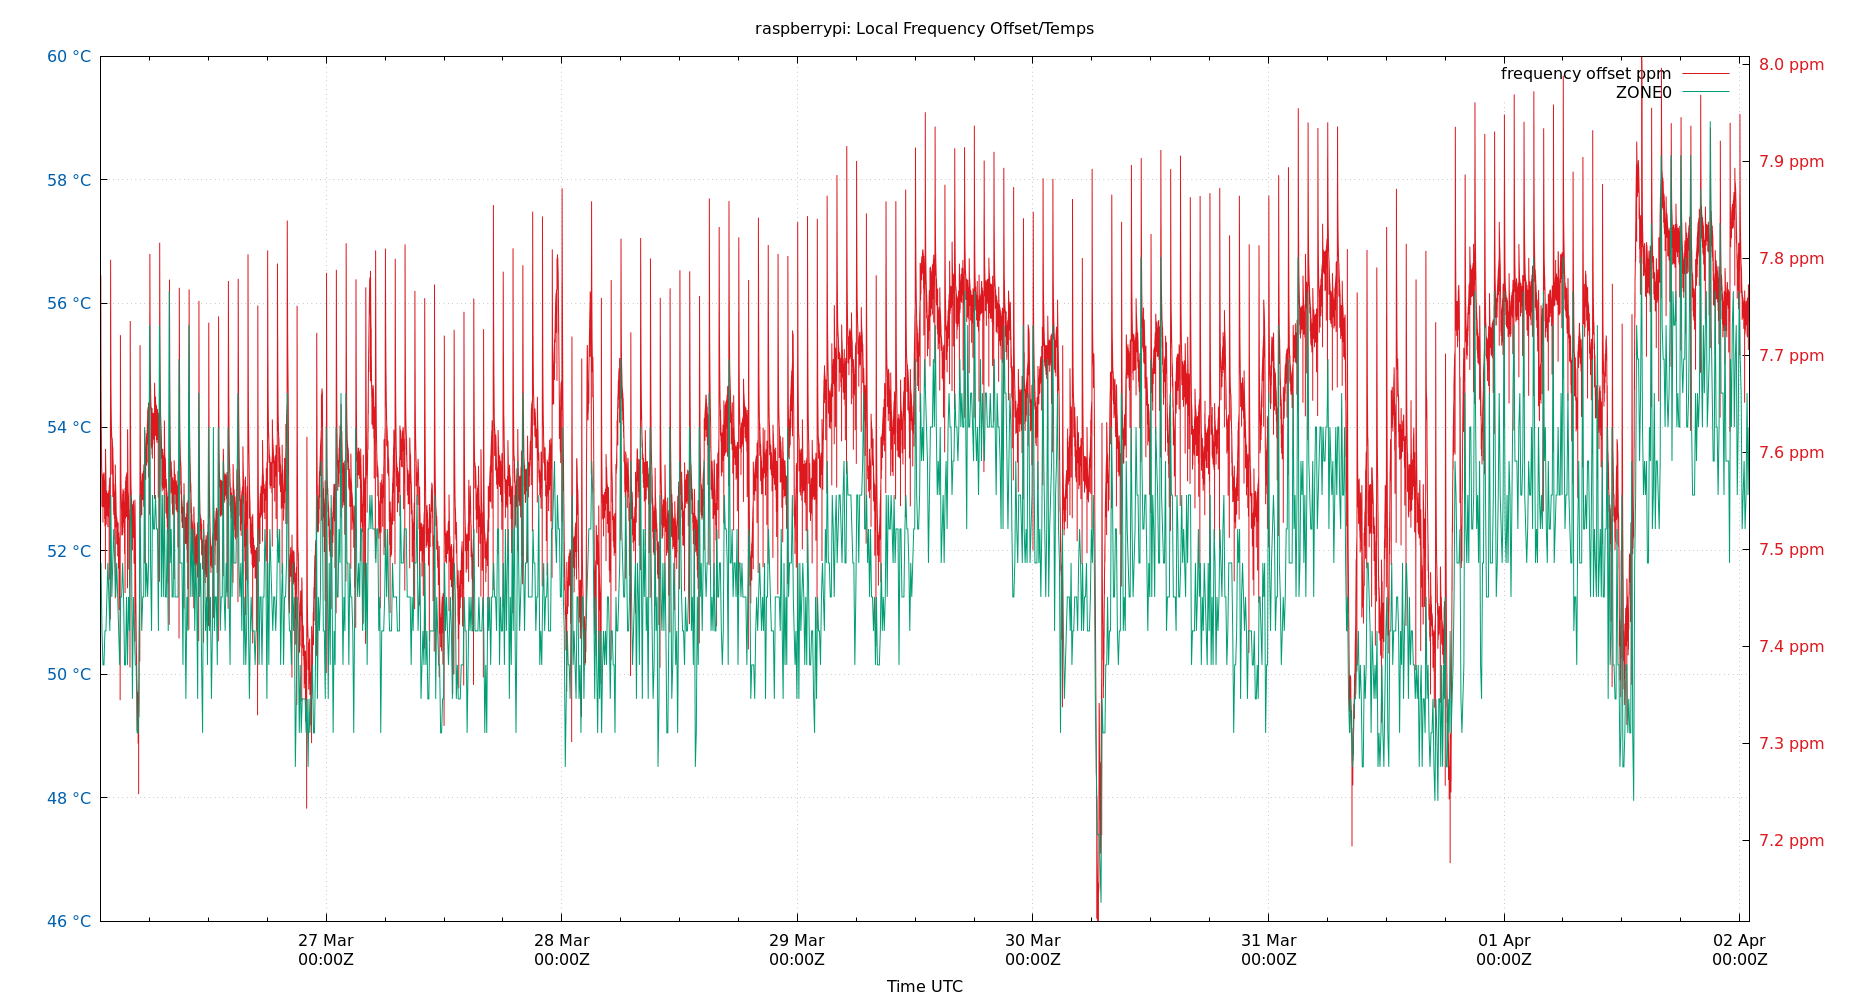 raspberrypi: Local Frequency Offset/Temps
60 °C
58 °C
56 °C
54 °C
52 °C
50 °C
48 °C
46 °C
8.0 ppm
7.9 ppm
7.8 ppm
7.7 ppm
7.6 ppm
7.5 ppm
7.4 ppm
7.3 ppm
7.2 ppm
frequency offset ppm
ZONE0
27 Mar
00:00Z
28 Mar
00:00Z
29 Mar
00:00Z
30 Mar
00:00Z
31 Mar
00:00Z
01 Apr
00:00Z
02 Apr
00:00Z
Time UTC